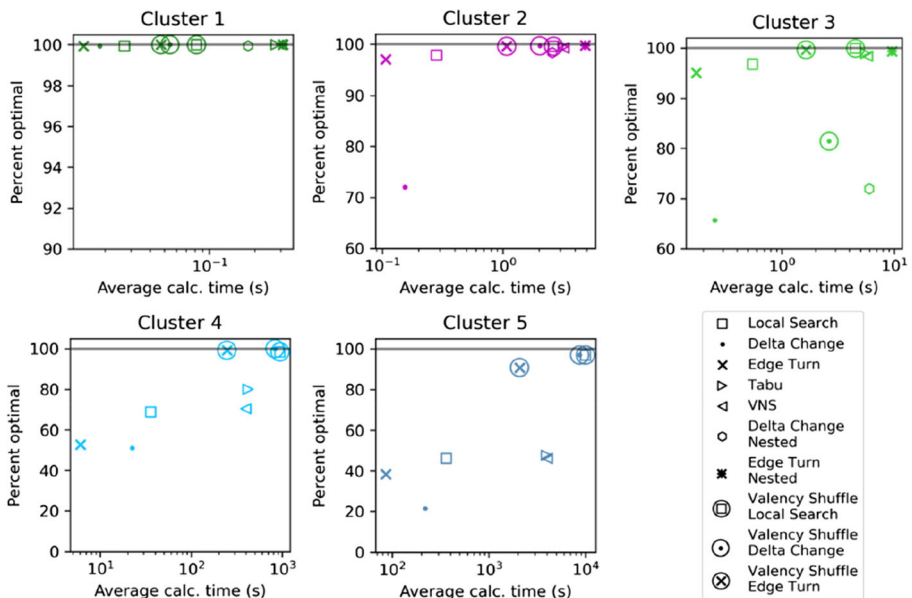 Cluster 1
Cluster 2
Cluster 3
Percent optimal
100
98
96
94
92
90
10⁻¹
Average calc. time (s)
Percent optimal
100
90
80
70
60
10⁻¹
10⁰
Average calc. time (s)
Percent optimal
100
90
80
70
60
10⁰
10¹
Average calc. time (s)
Cluster 4
Cluster 5
Percent optimal
100
80
60
40
20
0
10¹
10²
10³
Average calc. time (s)
Percent optimal
100
80
60
40
20
0
10²
10³
10⁴
Average calc. time (s)
Local Search
Delta Change
Edge Turn
Tabu
VNS
Delta Change
Nested
Edge Turn
Nested
Valency Shuffle
Local Search
Valency Shuffle
Delta Change
Valency Shuffle
Edge Turn